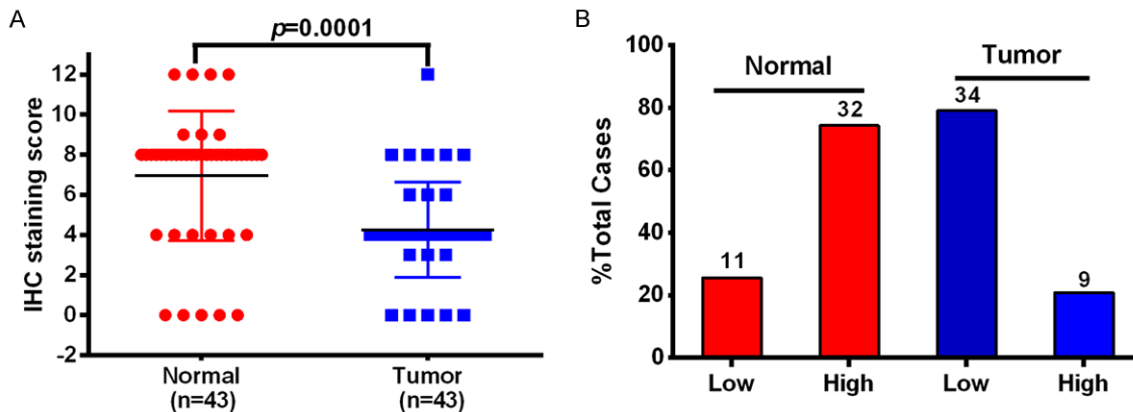 A
p=0.0001
IHC staining score
12
10
8
6
4
2
0
-2
Normal
(n=43)
Tumor
(n=43)
B
%Total Cases
100
80
60
40
20
0
Normal
Tumor
11
32
34
9
Low
High
Low
High